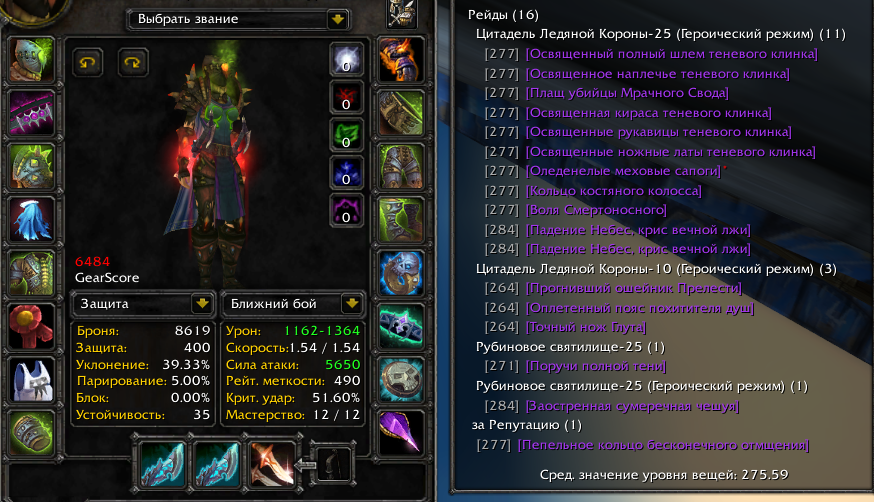 Выбрать звание
0
0
0
0
0
6484
GearScore
Защита
Броня: 8619
Защита: 400
Уклонение: 39.33%
Парирование: 5.00%
Блок: 0.00%
Устойчивость: 35
Ближний бой
Урон: 1162-1364
Скорость: 1.54 / 1.54
Сила атаки: 5650
Рейт. меткости: 490
Крит. удар: 51.60%
Мастерство: 12 / 12
Рейды (16)
Цитадель Ледяной Короны-25 (Героический режим) (11)
[277] [Освященный полный шлем теневого клинка]
[277] [Освященное наплечье теневого клинка]
[277] [Плащ убийцы Мрачного Свода]
[277] [Освященная кираса теневого клинка]
[277] [Освященные рукавицы теневого клинка]
[277] [Освященные ножные латы теневого клинка]
[277] [Оледенелые меховые сапоги]
[277] [Кольцо костяного колосса]
[277] [Воля Смертоносного]
[284] [Падение Небес, крис вечной лжи]
[284] [Падение Небес, крис вечной лжи]
Цитадель Ледяной Короны-10 (Героический режим) (3)
[264] [Прогнивший ошейник Прелести]
[264] [Оплетенный пояс похитителя душ]
[264] [Точный нож Глута]
Рубиновое святилище-25 (1)
[271] [Поручи полной тени]
Рубиновое святилище-25 (Героический режим) (1)
[284] [Заостренная сумеречная чешуя]
за Репутацию (1)
[277] [Пепельное кольцо бесконечного отмщения]
Сред. значение уровня вещей: 275.59